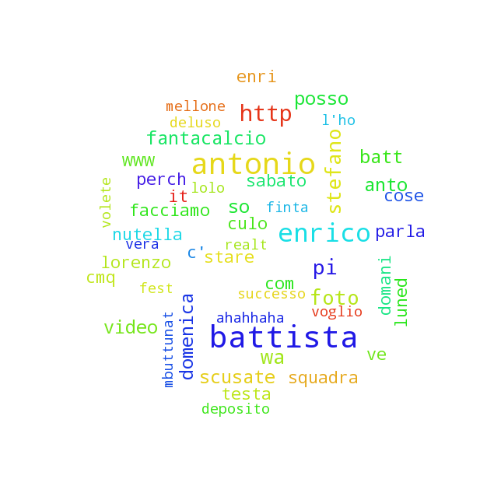 enri
mellone
http
posso
deluso
l'ho
fantacalcio
stefano
www
antonio
batt
perch
lolo
sabato
anto
it
cose
volete
facciamo
so
finta
culo
nutella
enrico
parla
vera
c'
realt
lorenzo
stare
pi
domani
cmq
com
luned
fest
successo
foto
domenica
mbuttunat
ahahhaha
voglio
video
battista
wa
ve
scusate
squadra
testa
deposito